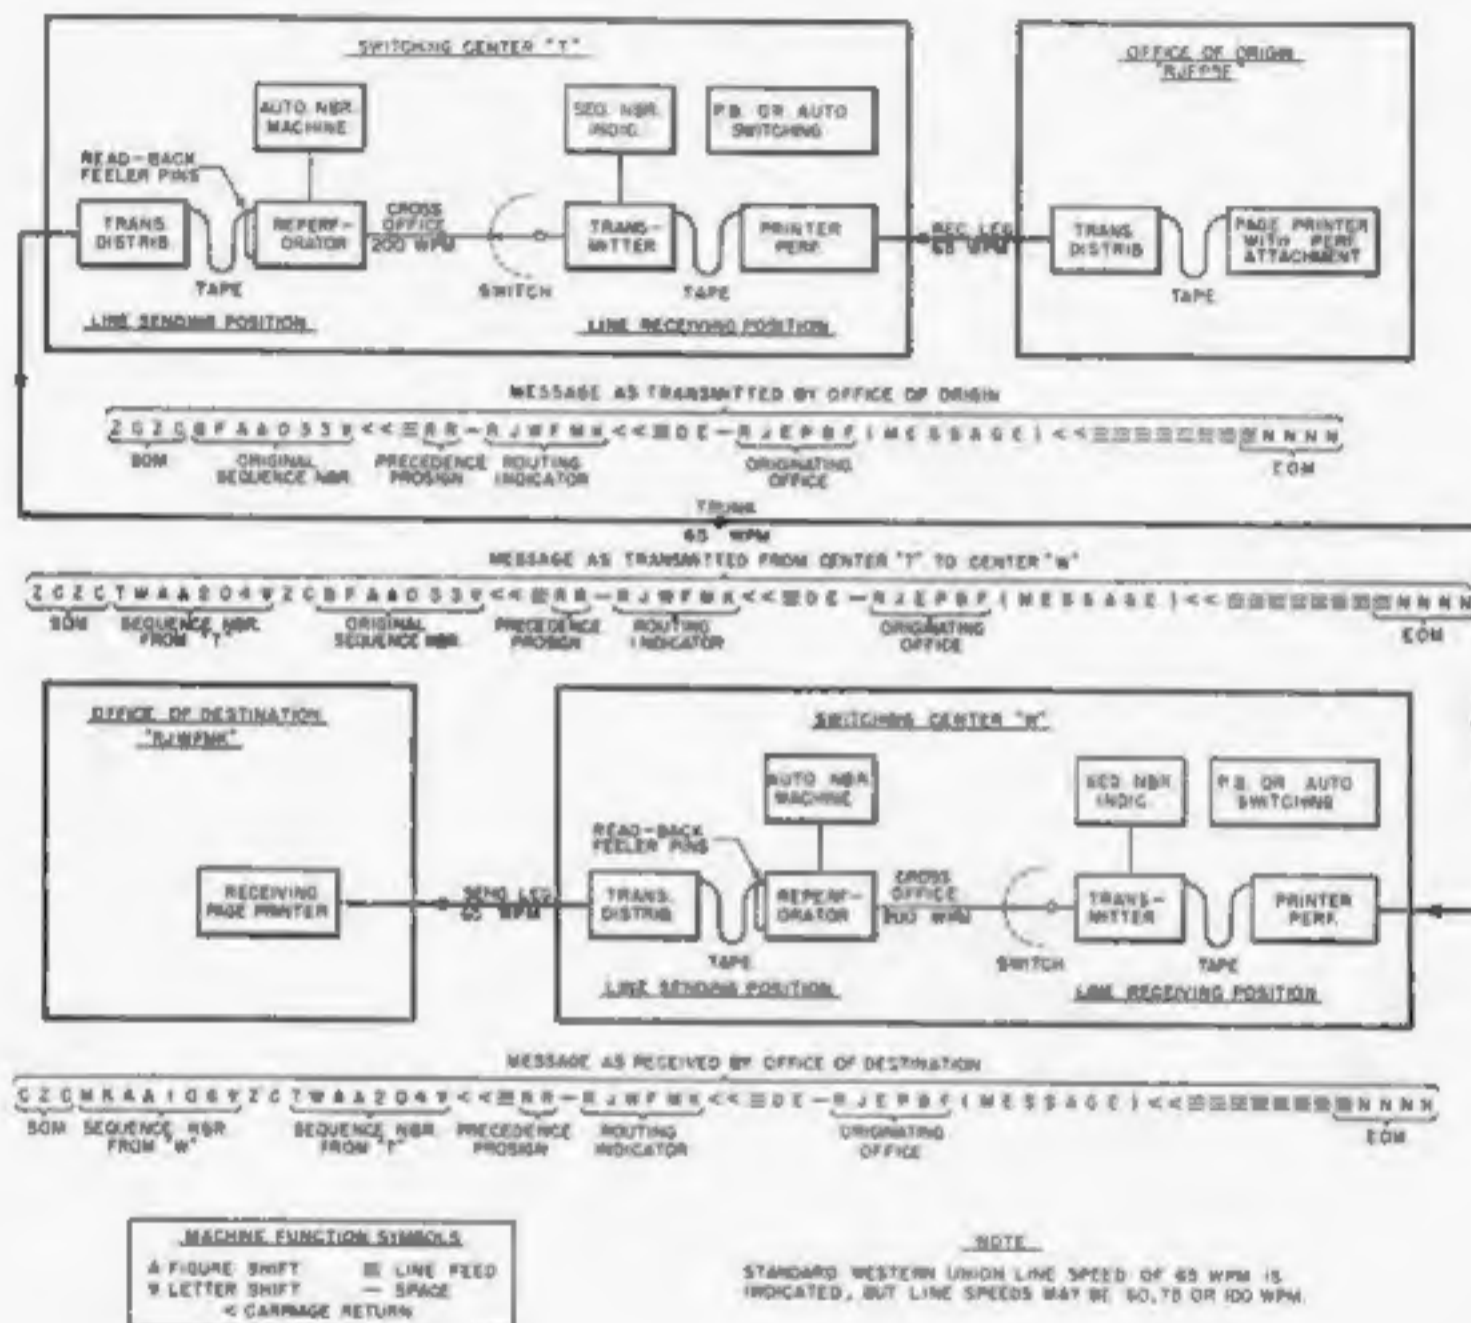 SWITCHING CENTER "T"
OFFICE OF ORIGIN
AUTO NBR. MACHINE
SEQ. NBR. INDIC.
P.B. OR AUTO SWITCHING
READ-BACK FEELER PINS
TRANS. DISTRIB.
REPERF-ORATOR
CROSS OFFICE 200 WPM
TRANS-MITTER
PRINTER PERF.
REC. LEG 65 WPM
TRANS. DISTRIB
PAGE PRINTER WITH PERF. ATTACHMENT
TAPE
SWITCH
TAPE
TAPE
LINE SENDING POSITION
LINE RECEIVING POSITION
MESSAGE AS TRANSMITTED BY OFFICE OF ORIGIN
SOM
ORIGINAL SEQUENCE NBR.
PRECEDENCE PROSIGN
ROUTING INDICATOR
ORIGINATING OFFICE
EOM
TRUNK
65 WPM
MESSAGE AS TRANSMITTED FROM CENTER "T" TO CENTER "W"
SOM
SEQUENCE NBR. FROM "T"
ORIGINAL SEQUENCE NBR.
PRECEDENCE PROSIGN
ROUTING INDICATOR
ORIGINATING OFFICE
EOM
OFFICE OF DESTINATION
"RJWFMK"
SWITCHING CENTER "W"
AUTO NBR. MACHINE
SEQ NBR INDIC.
P.B. OR AUTO SWITCHING
READ-BACK FEELER PINS
RECEIVING PAGE PRINTER
SEND LEG 65 WPM
TRANS. DISTRIB.
REPERF-ORATOR
CROSS OFFICE 200 WPM
TRANS-MITTER
PRINTER PERF.
TAPE
SWITCH
TAPE
LINE SENDING POSITION
LINE RECEIVING POSITION
MESSAGE AS RECEIVED BY OFFICE OF DESTINATION
SOM
SEQUENCE NBR FROM "W"
SEQUENCE NBR FROM "T"
PRECEDENCE PROSIGN
ROUTING INDICATOR
ORIGINATING OFFICE
EOM
MACHINE FUNCTION SYMBOLS
FIGURE SHIFT
≡ LINE FEED
LETTER SHIFT
— SPACE
< CARRIAGE RETURN
NOTE
STANDARD WESTERN UNION LINE SPEED OF 65 WPM IS
INDICATED, BUT LINE SPEEDS MAY BE 60, 75 OR 100 WPM.